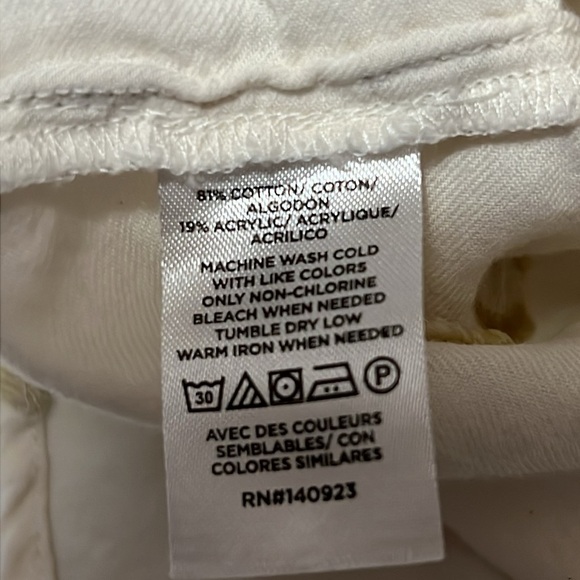 81% COTTON/ COTON/
ALGODON
19% ACRYLIC/ ACRYLIQUE/
ACRILICO
MACHINE WASH COLD
WITH LIKE COLORS
ONLY NON-CHLORINE
BLEACH WHEN NEEDED
TUMBLE DRY LOW
WARM IRON WHEN NEEDED
30 P
AVEC DES COULEURS
SEMBLABLES/ CON
COLORES SIMILARES
RN#140923